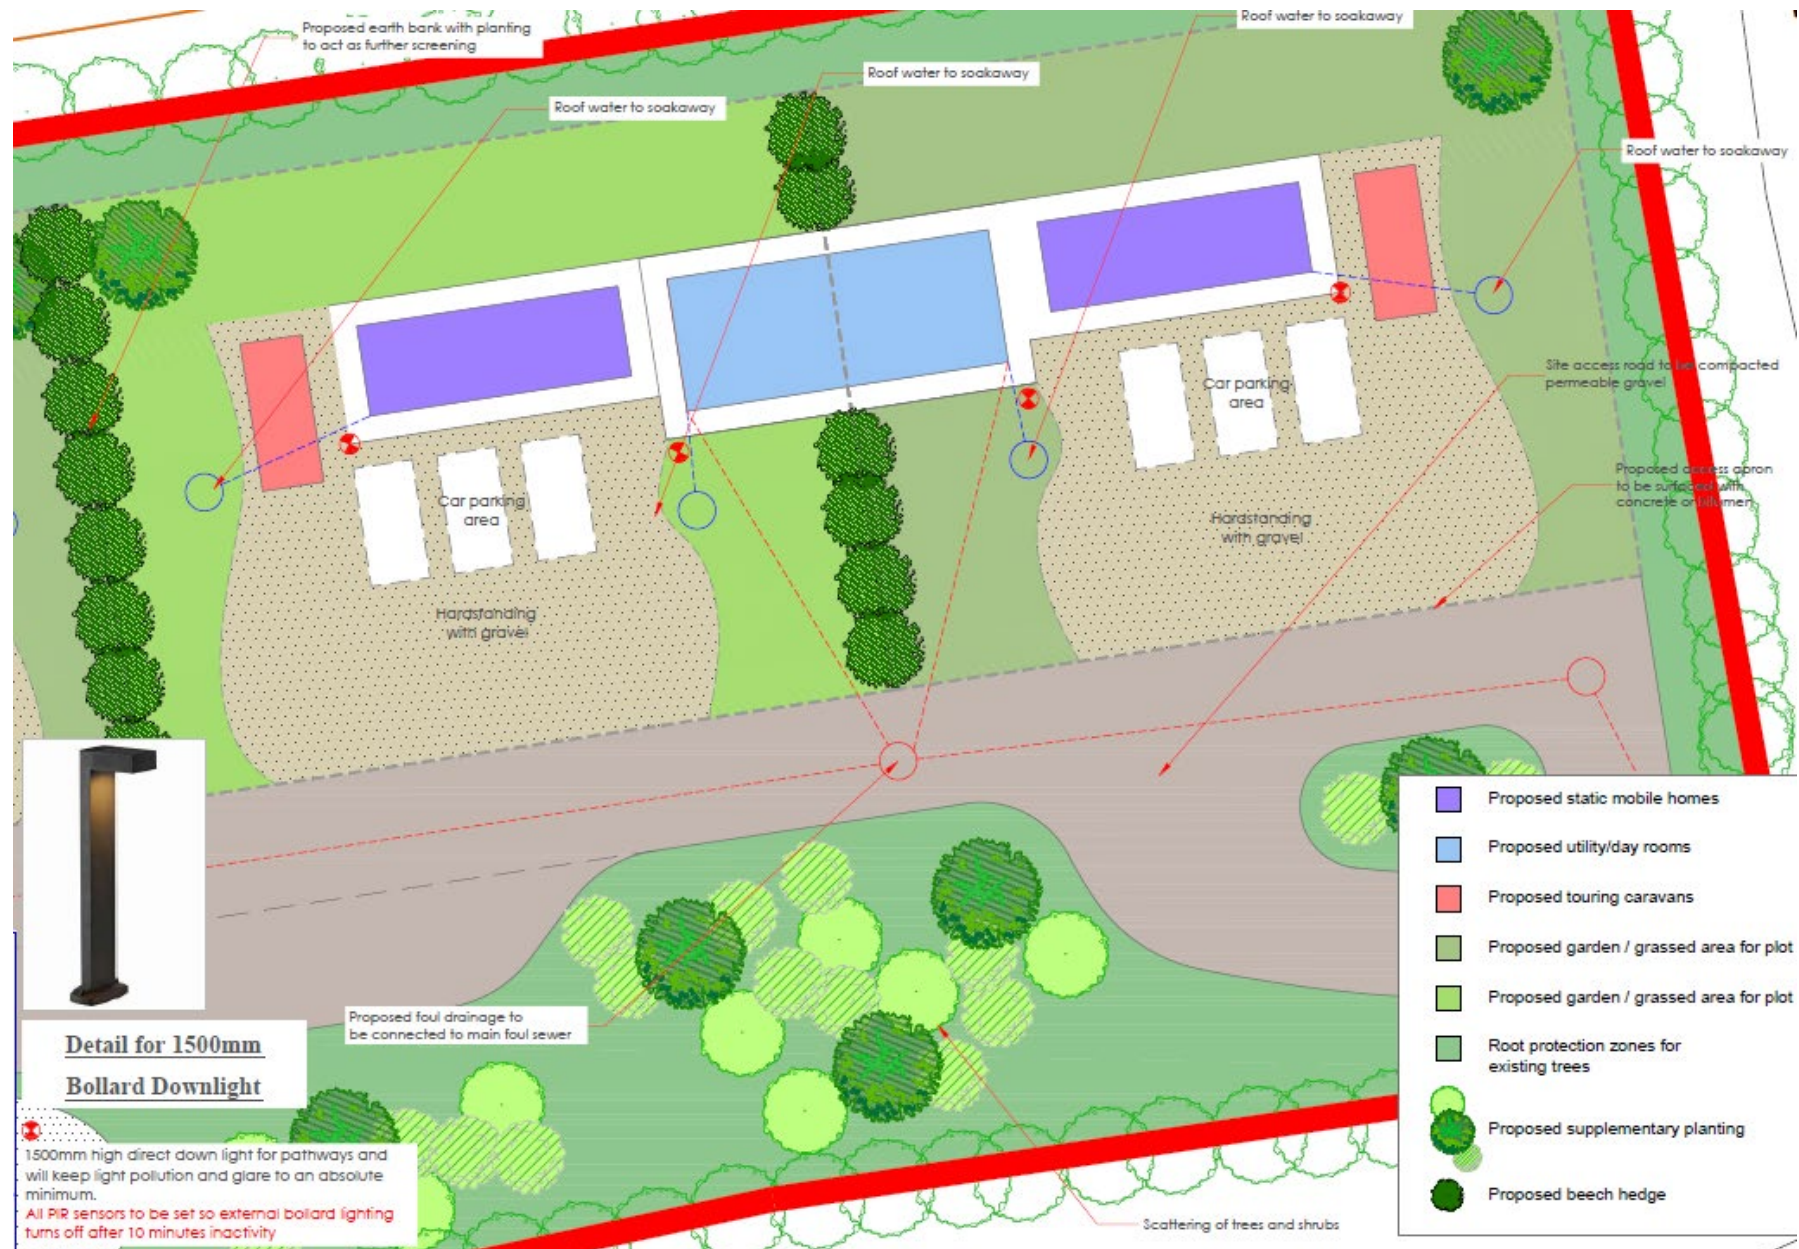 Proposed earth bank with planting
to act as further screening
Roof water to soakaway
Roof water to soakaway
Roof water to soakaway
Roof water to soakaway
Site access road to be compacted
permeable gravel
Car parking
area
Proposed access apron
to be surfaced with
concrete or bitumen
Car parking
area
Hardstanding
with gravel
Hardstanding
with gravel
Proposed static mobile homes
Proposed utility/day rooms
Proposed touring caravans
Proposed garden / grassed area for plot
Proposed garden / grassed area for plot
Root protection zones for
existing trees
Proposed supplementary planting
Proposed beech hedge
Proposed foul drainage to
be connected to main foul sewer
Detail for 1500mm
Bollard Downlight
1500mm high direct down light for pathways and
will keep light pollution and glare to an absolute
minimum.
All PIR sensors to be set so external bollard lighting
turns off after 10 minutes inactivity
Scattering of trees and shrubs